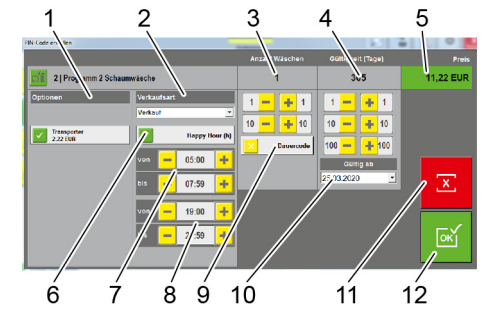 1
2
3
4
5
PIN-Code erstellen
Anzahl Wäschen
Gültigkeit (Tage)
Preis
2 | Programm 2 Schaumwäsche
1
365
11,22 EUR
Optionen
Verkaufsart
Verkauf
1 − + 1
1 − + 1
Transporter
2,22 EUR
Happy Hour (h)
10 − + 10
10 − + 10
x Dauercode
100 − + 100
von − 05:00 +
Gültig ab
bis − 07:59 +
25.03.2020
X
von − 19:00 +
− :59 +
OK
6
7
8
9
10
11
12